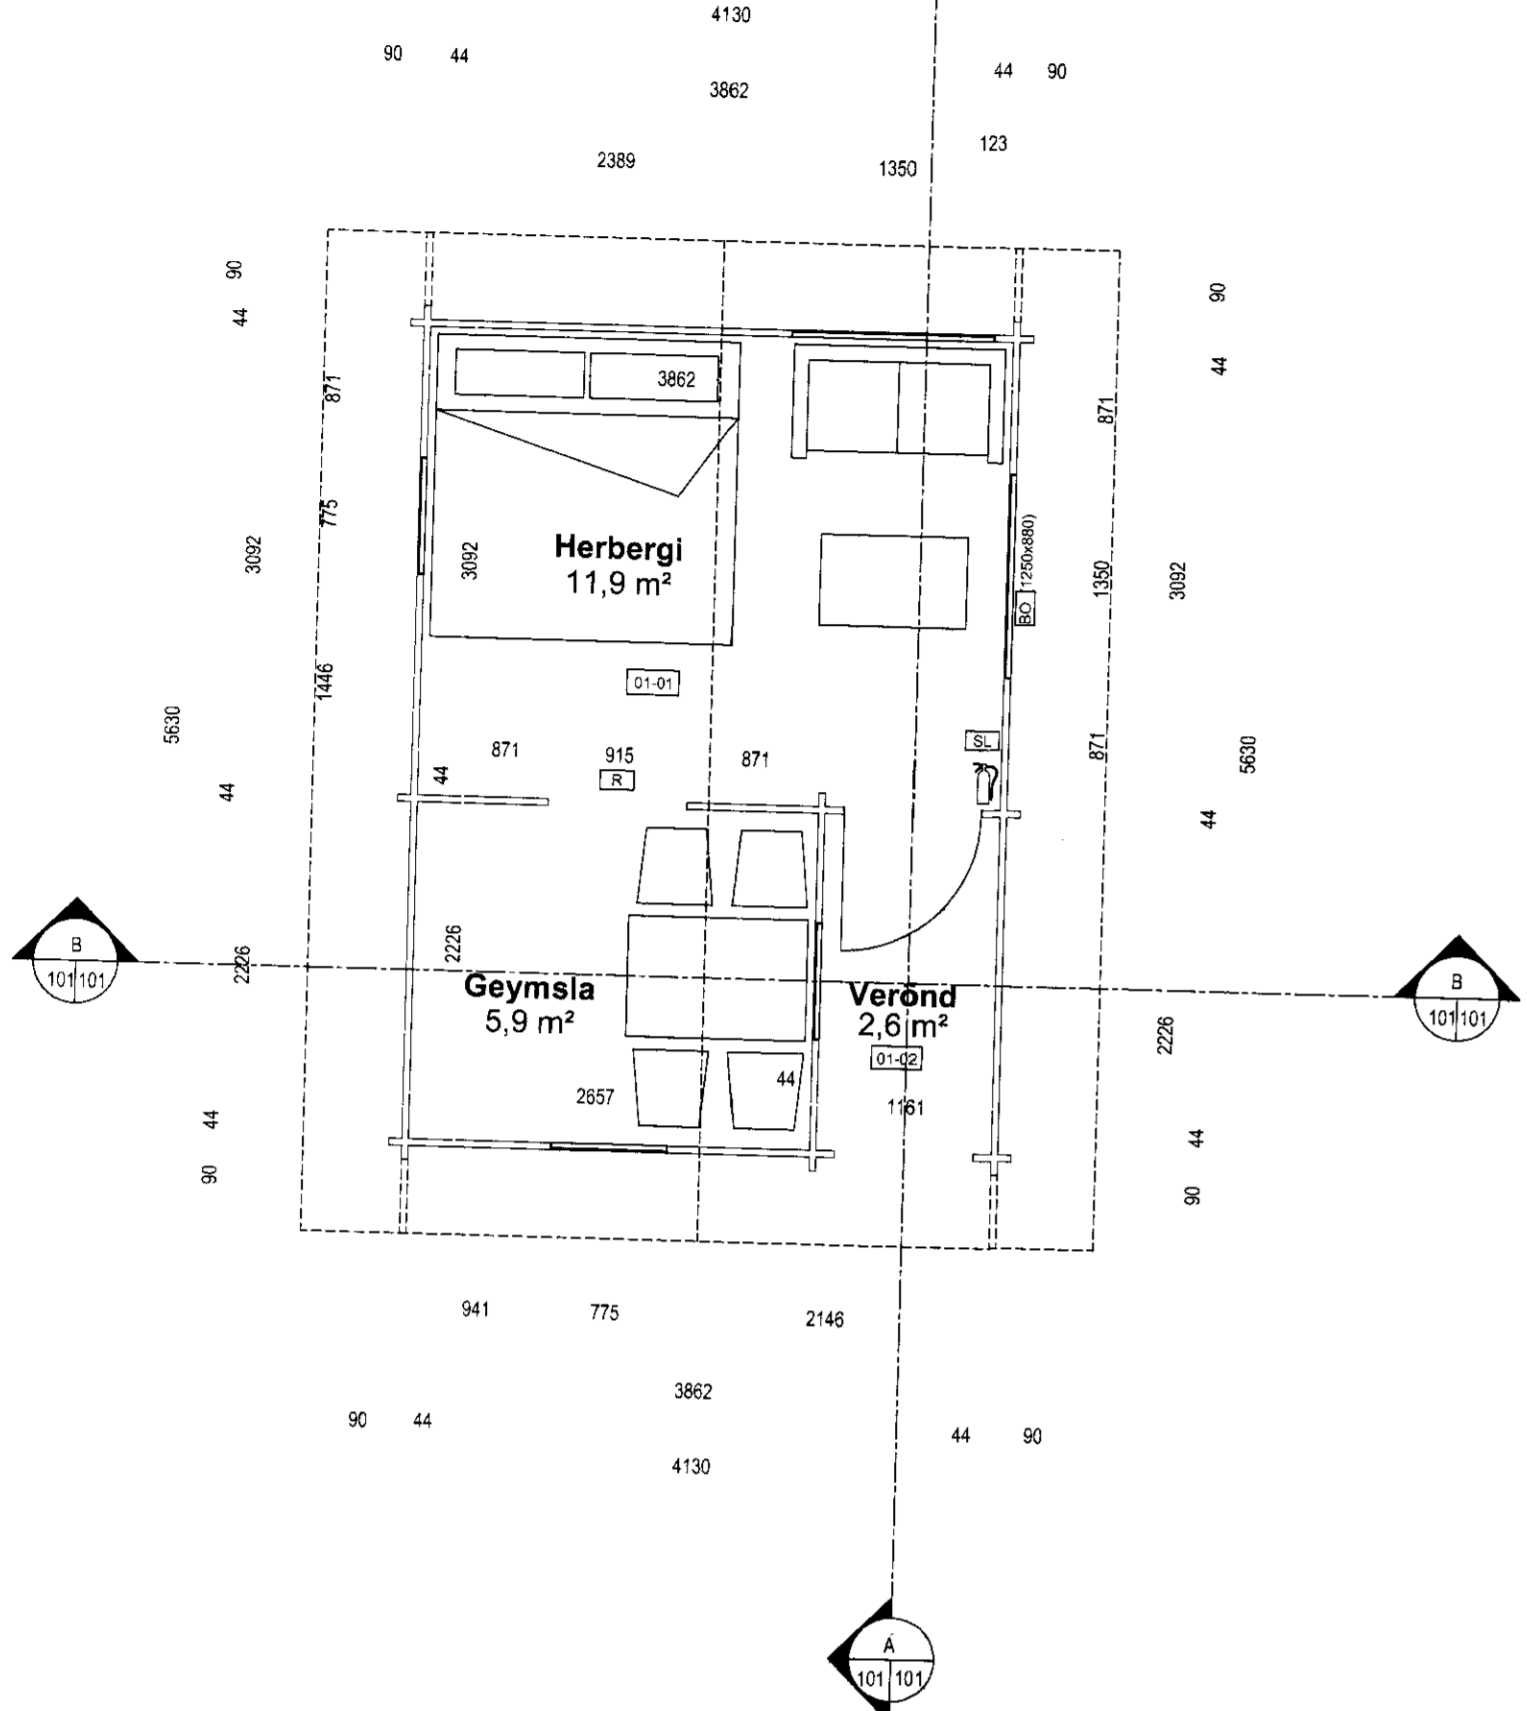 4130
90 44 44 90
3862
123
2389 1350
90 90
44 44
871 3862 871
775
3092 3092 Herbergi 1350 3092
11,9 m²
BO (1250x880)
1446 01-01
5630 871 915 871 SL 871 5630
44 44 R 44
B 2226 2226 B
101 101 Geymsla Verönd 101 101
5,9 m² 2,6 m² 2226
01-02
44 2657 44 1161 44
90 90
941 775 2146
3862
90 44 44 90
4130
A
101 101